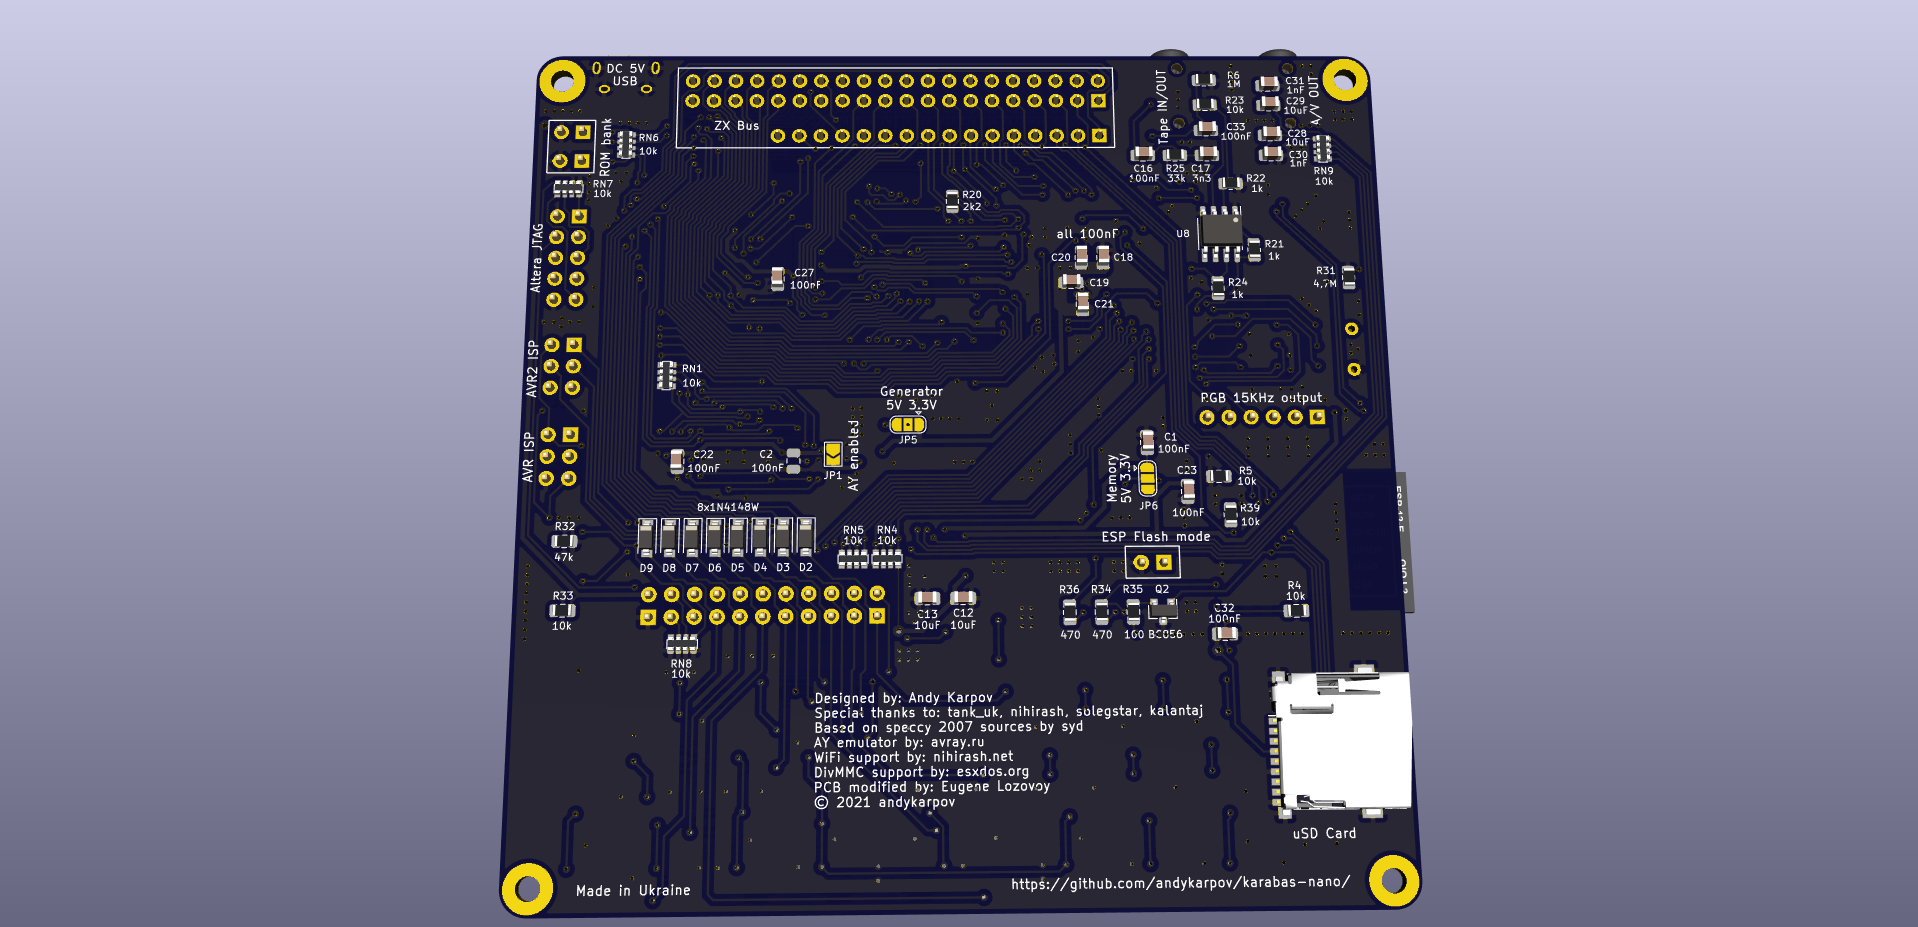 DC 5V
USB
ROM bank
RN6
10k
RN7
10k
ZX Bus
Tape IN/OUT
R6
1M
R23
10k
C33
100nF
C16
100nF
R25
33k
C17
3n3
C31
1nF
C29
10uF
A/V OUT
C28
10uF
C30
1nF
RN9
10k
R22
1k
R20
2k2
Altera JTAG
all 100nF
C20
C18
C19
C21
U8
R21
1k
R24
1k
R31
4.7M
C27
100nF
AVR2 ISP
RN1
10k
Generator
5V 3.3V
JP5
RGB 15KHz output
AVR ISP
C22
100nF
C2
100nF
JP1
AY enabled
C1
100nF
Memory
5V 3.3V
JP6
C23
100nF
R5
10k
R39
10k
8x1N4148W
D9
D8
D7
D6
D5
D4
D3
D2
RN5
10k
RN4
10k
R32
47k
R33
10k
ESP Flash mode
R36
470
R34
470
R35
100
Q2
BC856
C32
100nF
R4
10k
C13
10uF
C12
10uF
RN8
10k
Designed by: Andy Karpov
Special thanks to: tank_uk, nihirash, solegstar, kalantaj
Based on speccy 2007 sources by syd
AY emulator by: avray.ru
WiFi support by: nihirash.net
DivMMC support by: esxdos.org
PCB modified by: Eugene Lozovoy
© 2021 andykarpov
uSD Card
Made in Ukraine
https://github.com/andykarpov/karabas-nano/